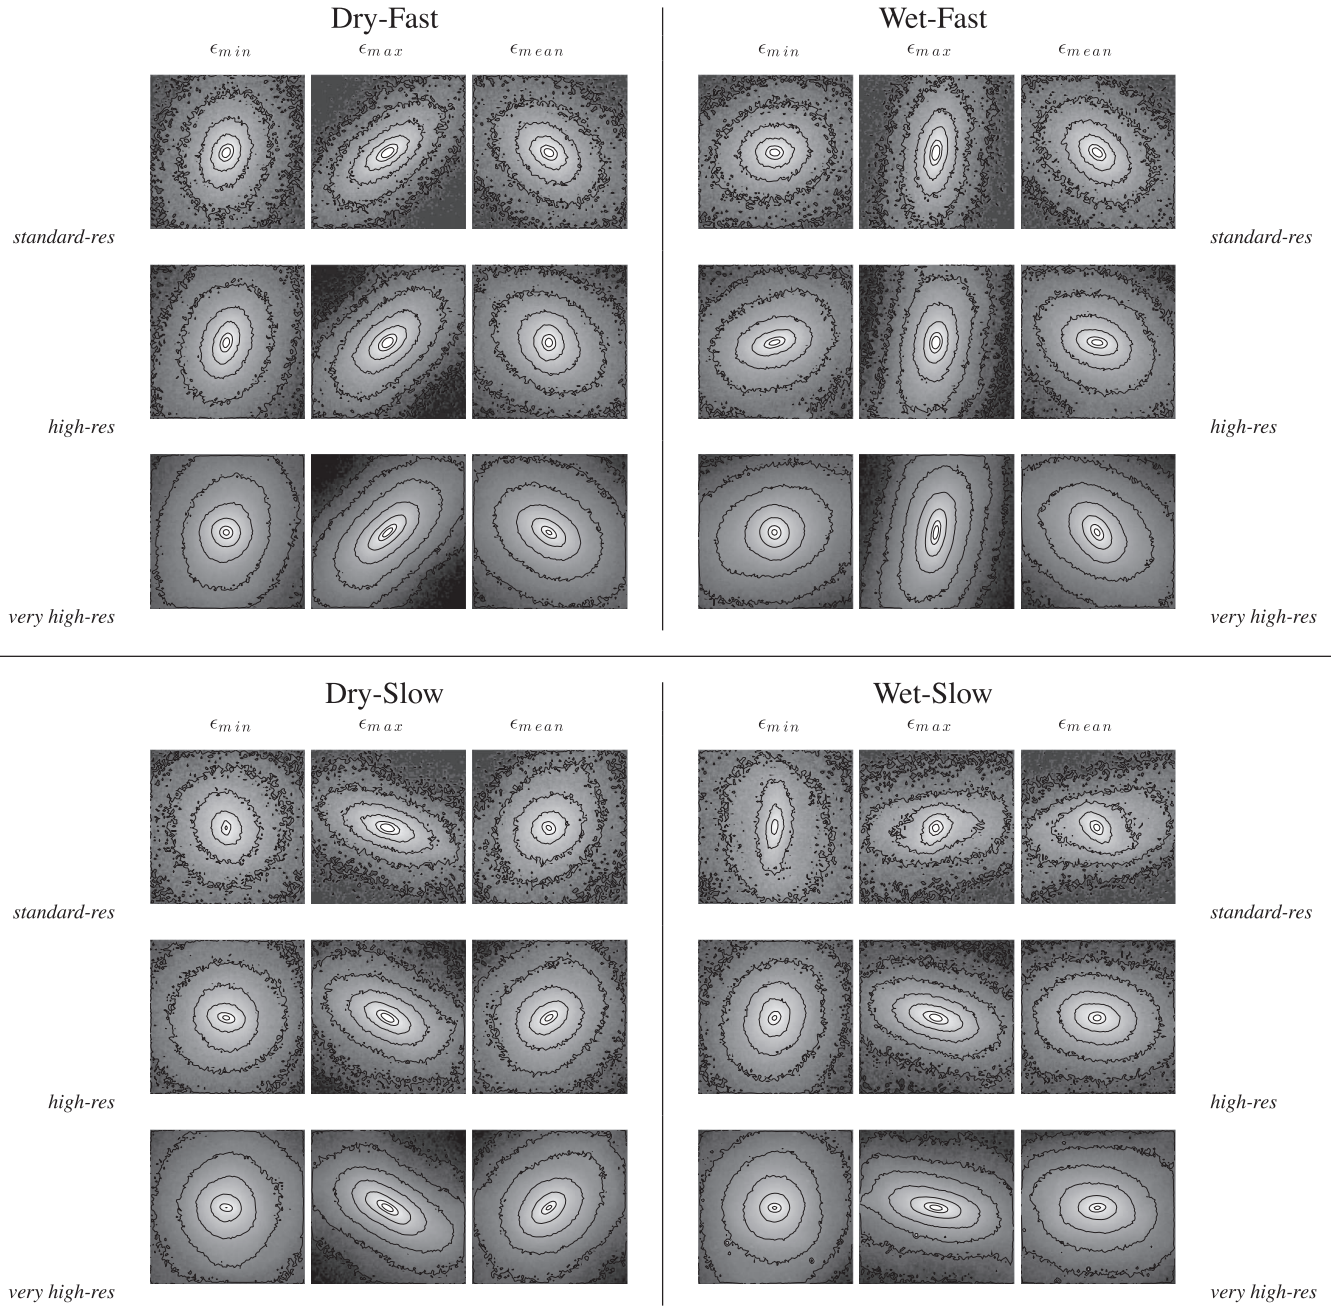 Dry-Fast
ϵmin ϵmax ϵmean
standard-res
high-res
very high-res
Wet-Fast
ϵmin ϵmax ϵmean
standard-res
high-res
very high-res
Dry-Slow
ϵmin ϵmax ϵmean
standard-res
high-res
very high-res
Wet-Slow
ϵmin ϵmax ϵmean
standard-res
high-res
very high-res